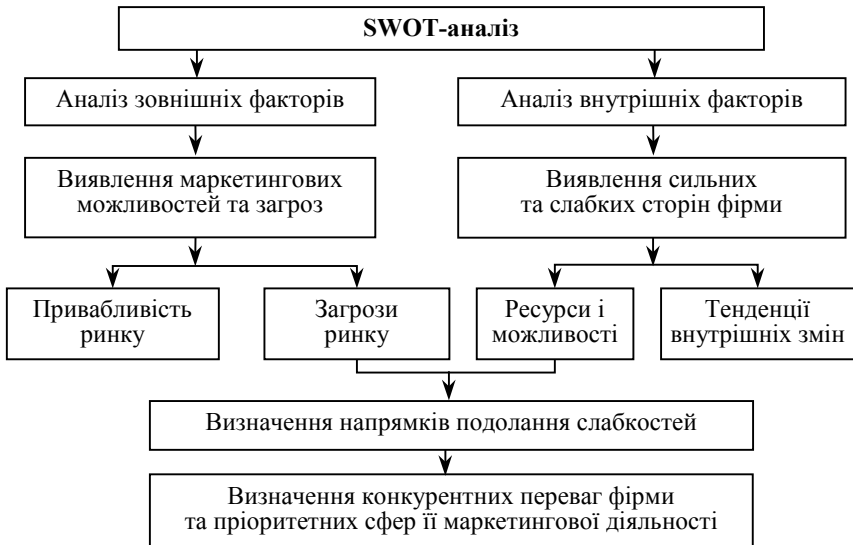 SWOT-аналіз
Аналіз зовнішніх факторів
Аналіз внутрішніх факторів
Виявлення маркетингових
можливостей та загроз
Виявлення сильних
та слабких сторін фірми
Привабливість
ринку
Загрози
ринку
Ресурси і
можливості
Тенденції
внутрішніх змін
Визначення напрямків подолання слабкостей
Визначення конкурентних переваг фірми
та пріоритетних сфер її маркетингової діяльності